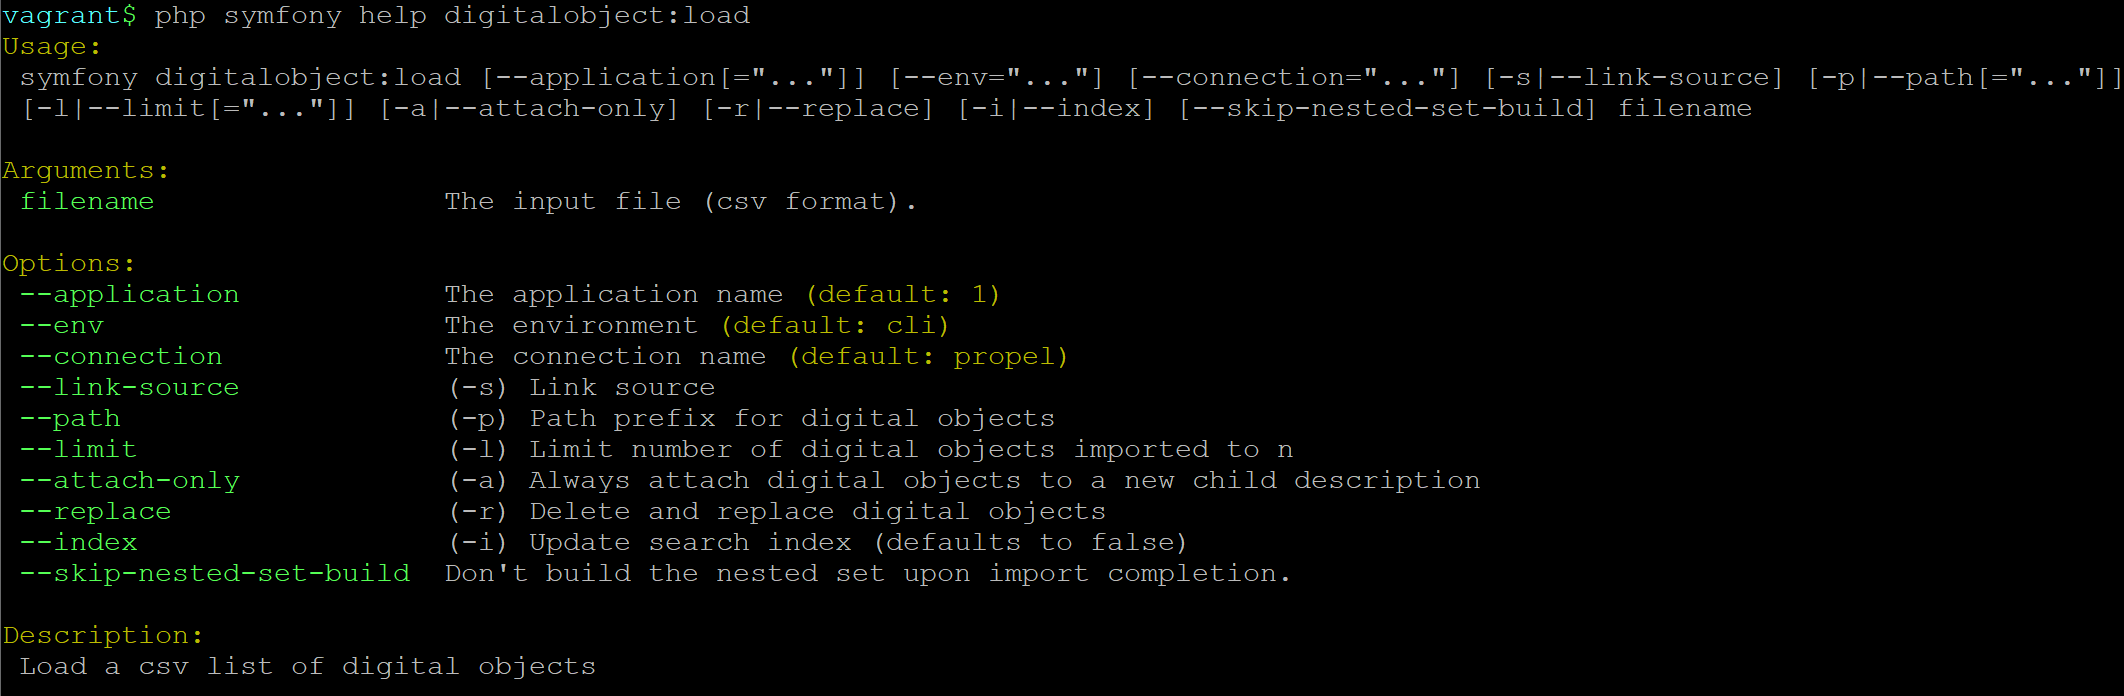 vagrant$ php symfony help digitalobject:load
Usage:
 symfony digitalobject:load [--application[="..."]] [--env="..."] [--connection="..."] [-s|--link-source] [-p|--path[="..."]]
 [-l|--limit[="..."]] [-a|--attach-only] [-r|--replace] [-i|--index] [--skip-nested-set-build] filename

Arguments:
 filename                 The input file (csv format).

Options:
 --application            The application name (default: 1)
 --env                    The environment (default: cli)
 --connection             The connection name (default: propel)
 --link-source            (-s) Link source
 --path                   (-p) Path prefix for digital objects
 --limit                  (-l) Limit number of digital objects imported to n
 --attach-only            (-a) Always attach digital objects to a new child description
 --replace                (-r) Delete and replace digital objects
 --index                  (-i) Update search index (defaults to false)
 --skip-nested-set-build  Don't build the nested set upon import completion.

Description:
 Load a csv list of digital objects